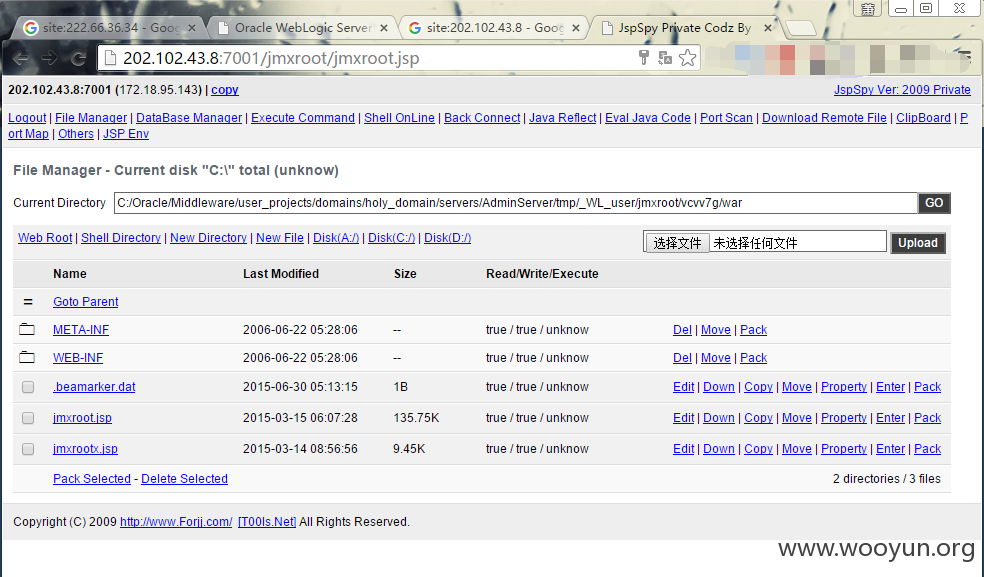 site:222.66.36.34 - Goog
Oracle WebLogic Server
site:202.102.43.8 - Goog
JspSpy Private Codz By
202.102.43.8:7001/jmxroot/jmxroot.jsp
202.102.43.8:7001 (172.18.95.143) | copy
JspSpy Ver: 2009 Private
Logout | File Manager | DataBase Manager | Execute Command | Shell OnLine | Back Connect | Java Reflect | Eval Java Code | Port Scan | Download Remote File | ClipBoard | P
ort Map | Others | JSP Env
File Manager - Current disk "C:\" total (unknow)
Current Directory C:/Oracle/Middleware/user_projects/domains/holy_domain/servers/AdminServer/tmp/_WL_user/jmxroot/vcvv7g/war GO
Web Root | Shell Directory | New Directory | New File | Disk(A:/) | Disk(C:/) | Disk(D:/) 选择文件 未选择任何文件 Upload
Name Last Modified Size Read/Write/Execute
= Goto Parent
META-INF 2006-06-22 05:28:06 -- true / true / unknow Del | Move | Pack
WEB-INF 2006-06-22 05:28:06 -- true / true / unknow Del | Move | Pack
.beamarker.dat 2015-06-30 05:13:15 1B true / true / unknow Edit | Down | Copy | Move | Property | Enter | Pack
jmxroot.jsp 2015-03-15 06:07:28 135.75K true / true / unknow Edit | Down | Copy | Move | Property | Enter | Pack
jmxrootx.jsp 2015-03-14 08:56:56 9.45K true / true / unknow Edit | Down | Copy | Move | Property | Enter | Pack
Pack Selected - Delete Selected 2 directories / 3 files
Copyright (C) 2009 http://www.Forjj.com/ [T00ls.Net] All Rights Reserved.
www.wooyun.org